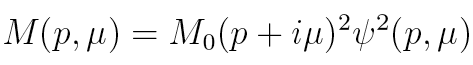 M(p, μ) = M₀(p + iμ)²ψ²(p, μ)